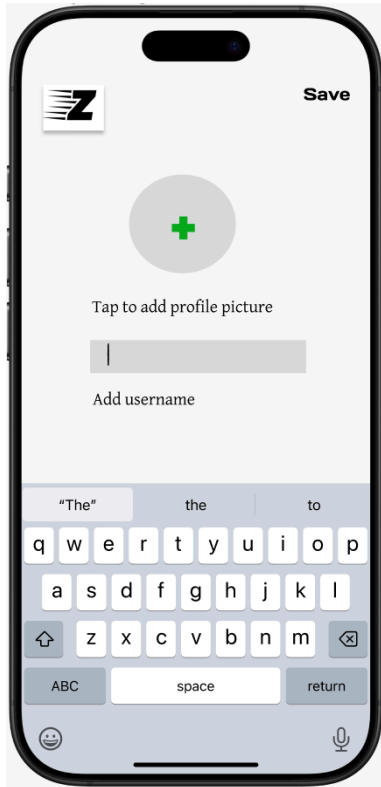 Z
Save
Tap to add profile picture
Add username
"The" the to
q w e r t y u i o p
a s d f g h j k l
z x c v b n m
ABC space return